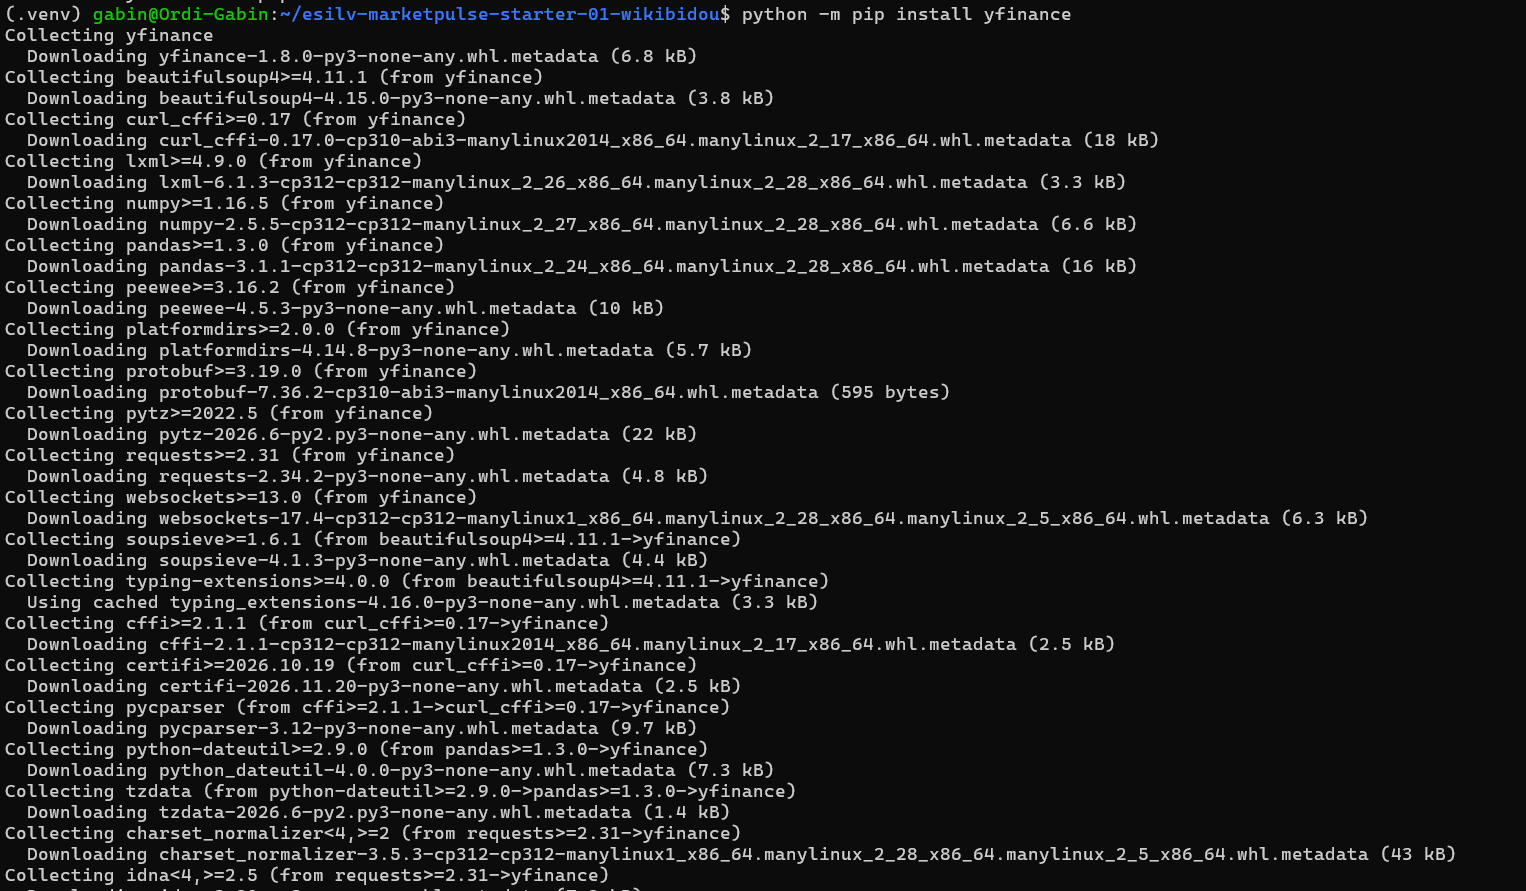 (.venv) gabin@Ordi-Gabin:~/esilv-marketpulse-starter-01-wikibidou$ python -m pip install yfinance
Collecting yfinance
  Downloading yfinance-1.8.0-py3-none-any.whl.metadata (6.8 kB)
Collecting beautifulsoup4>=4.11.1 (from yfinance)
  Downloading beautifulsoup4-4.15.0-py3-none-any.whl.metadata (3.8 kB)
Collecting curl_cffi>=0.17 (from yfinance)
  Downloading curl_cffi-0.17.0-cp310-abi3-manylinux2014_x86_64.manylinux_2_17_x86_64.whl.metadata (18 kB)
Collecting lxml>=4.9.0 (from yfinance)
  Downloading lxml-6.1.3-cp312-cp312-manylinux_2_26_x86_64.manylinux_2_28_x86_64.whl.metadata (3.3 kB)
Collecting numpy>=1.16.5 (from yfinance)
  Downloading numpy-2.5.5-cp312-cp312-manylinux_2_27_x86_64.manylinux_2_28_x86_64.whl.metadata (6.6 kB)
Collecting pandas>=1.3.0 (from yfinance)
  Downloading pandas-3.1.1-cp312-cp312-manylinux_2_24_x86_64.manylinux_2_28_x86_64.whl.metadata (16 kB)
Collecting peewee>=3.16.2 (from yfinance)
  Downloading peewee-4.5.3-py3-none-any.whl.metadata (10 kB)
Collecting platformdirs>=2.0.0 (from yfinance)
  Downloading platformdirs-4.14.8-py3-none-any.whl.metadata (5.7 kB)
Collecting protobuf>=3.19.0 (from yfinance)
  Downloading protobuf-7.36.2-cp310-abi3-manylinux2014_x86_64.whl.metadata (595 bytes)
Collecting pytz>=2022.5 (from yfinance)
  Downloading pytz-2026.6-py2.py3-none-any.whl.metadata (22 kB)
Collecting requests>=2.31 (from yfinance)
  Downloading requests-2.34.2-py3-none-any.whl.metadata (4.8 kB)
Collecting websockets>=13.0 (from yfinance)
  Downloading websockets-17.4-cp312-cp312-manylinux1_x86_64.manylinux_2_28_x86_64.manylinux_2_5_x86_64.whl.metadata (6.3 kB)
Collecting soupsieve>=1.6.1 (from beautifulsoup4>=4.11.1->yfinance)
  Downloading soupsieve-4.1.3-py3-none-any.whl.metadata (4.4 kB)
Collecting typing-extensions>=4.0.0 (from beautifulsoup4>=4.11.1->yfinance)
  Using cached typing_extensions-4.16.0-py3-none-any.whl.metadata (3.3 kB)
Collecting cffi>=2.1.1 (from curl_cffi>=0.17->yfinance)
  Downloading cffi-2.1.1-cp312-cp312-manylinux2014_x86_64.manylinux_2_17_x86_64.whl.metadata (2.5 kB)
Collecting certifi>=2026.10.19 (from curl_cffi>=0.17->yfinance)
  Downloading certifi-2026.11.20-py3-none-any.whl.metadata (2.5 kB)
Collecting pycparser (from cffi>=2.1.1->curl_cffi>=0.17->yfinance)
  Downloading pycparser-3.12-py3-none-any.whl.metadata (9.7 kB)
Collecting python-dateutil>=2.9.0 (from pandas>=1.3.0->yfinance)
  Downloading python_dateutil-4.0.0-py3-none-any.whl.metadata (7.3 kB)
Collecting tzdata (from python-dateutil>=2.9.0->pandas>=1.3.0->yfinance)
  Downloading tzdata-2026.6-py2.py3-none-any.whl.metadata (1.4 kB)
Collecting charset_normalizer<4,>=2 (from requests>=2.31->yfinance)
  Downloading charset_normalizer-3.5.3-cp312-cp312-manylinux1_x86_64.manylinux_2_28_x86_64.manylinux_2_5_x86_64.whl.metadata (43 kB)
Collecting idna<4,>=2.5 (from requests>=2.31->yfinance)